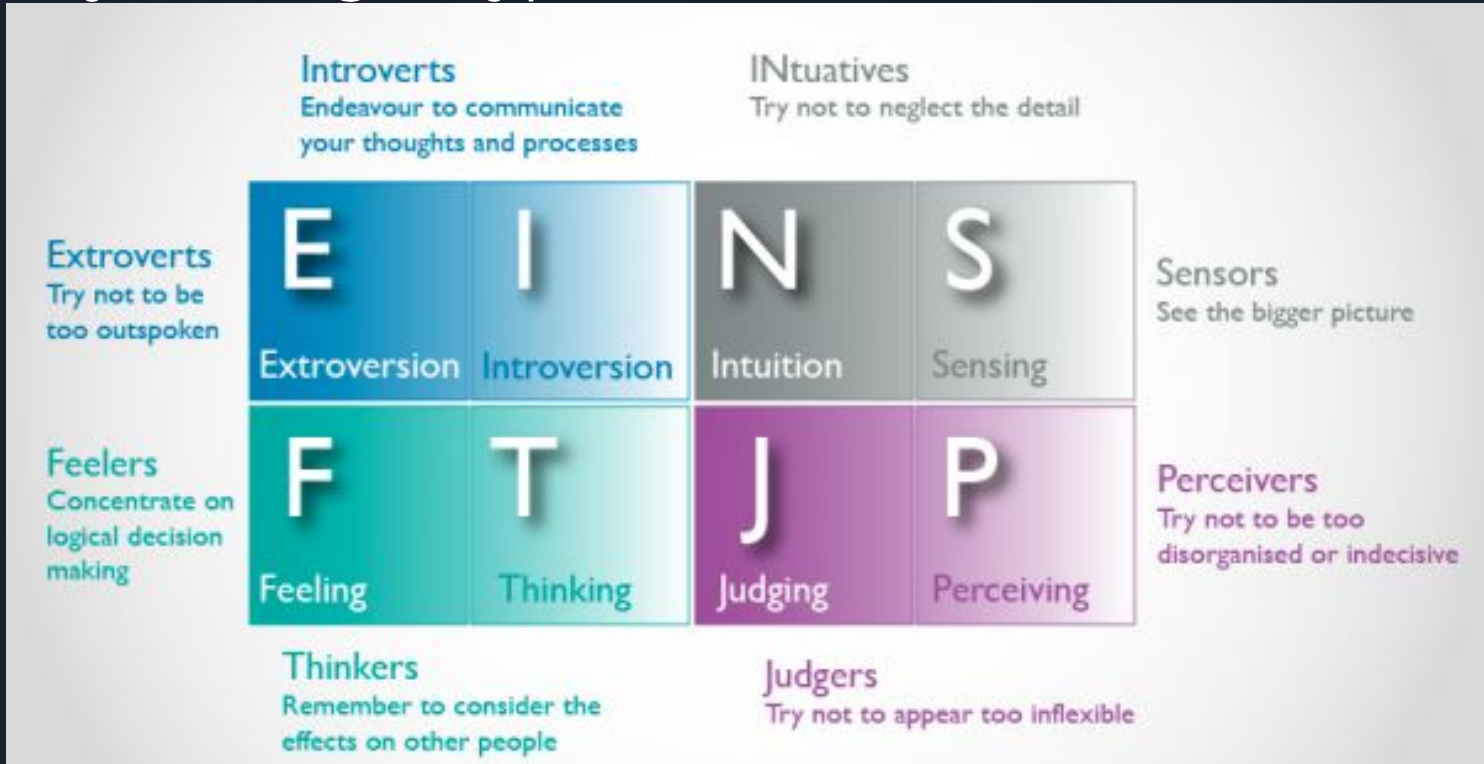 Introverts
Endeavour to communicate
your thoughts and processes
INtuatives
Try not to neglect the detail
Extroverts
Try not to be
too outspoken
E
Extroversion
I
Introversion
N
Intuition
S
Sensing
Sensors
See the bigger picture
Feelers
Concentrate on
logical decision
making
F
Feeling
T
Thinking
J
Judging
P
Perceiving
Perceivers
Try not to be too
disorganised or indecisive
Thinkers
Remember to consider the
effects on other people
Judgers
Try not to appear too inflexible